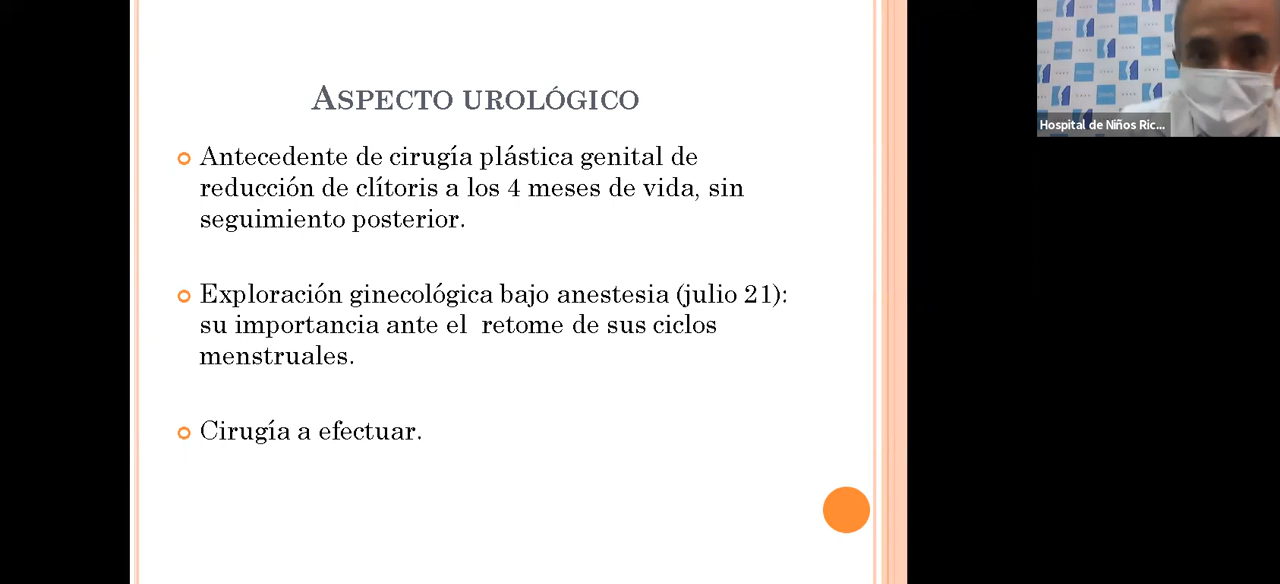 ASPECTO UROLÓGICO
Antecedente de cirugía plástica genital de
reducción de clítoris a los 4 meses de vida, sin
seguimiento posterior.
Exploración ginecológica bajo anestesia (julio 21):
su importancia ante el retome de sus ciclos
menstruales.
Cirugía a efectuar.
Hospital de Niños Ric...